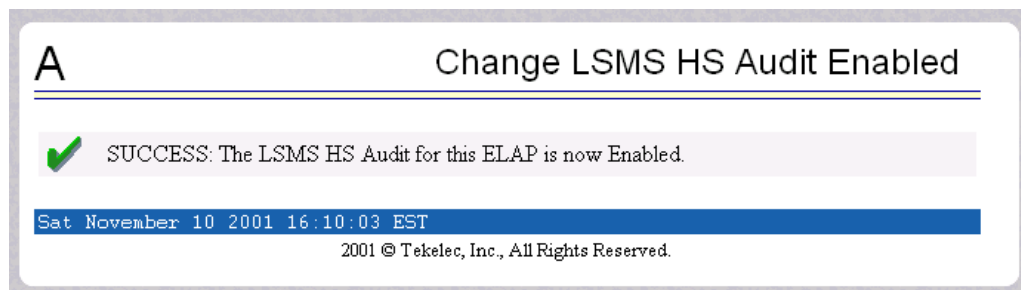 A
Change LSMS HS Audit Enabled
SUCCESS: The LSMS HS Audit for this ELAP is now Enabled.
Sat November 10 2001 16:10:03 EST
2001 © Tekelec, Inc., All Rights Reserved.